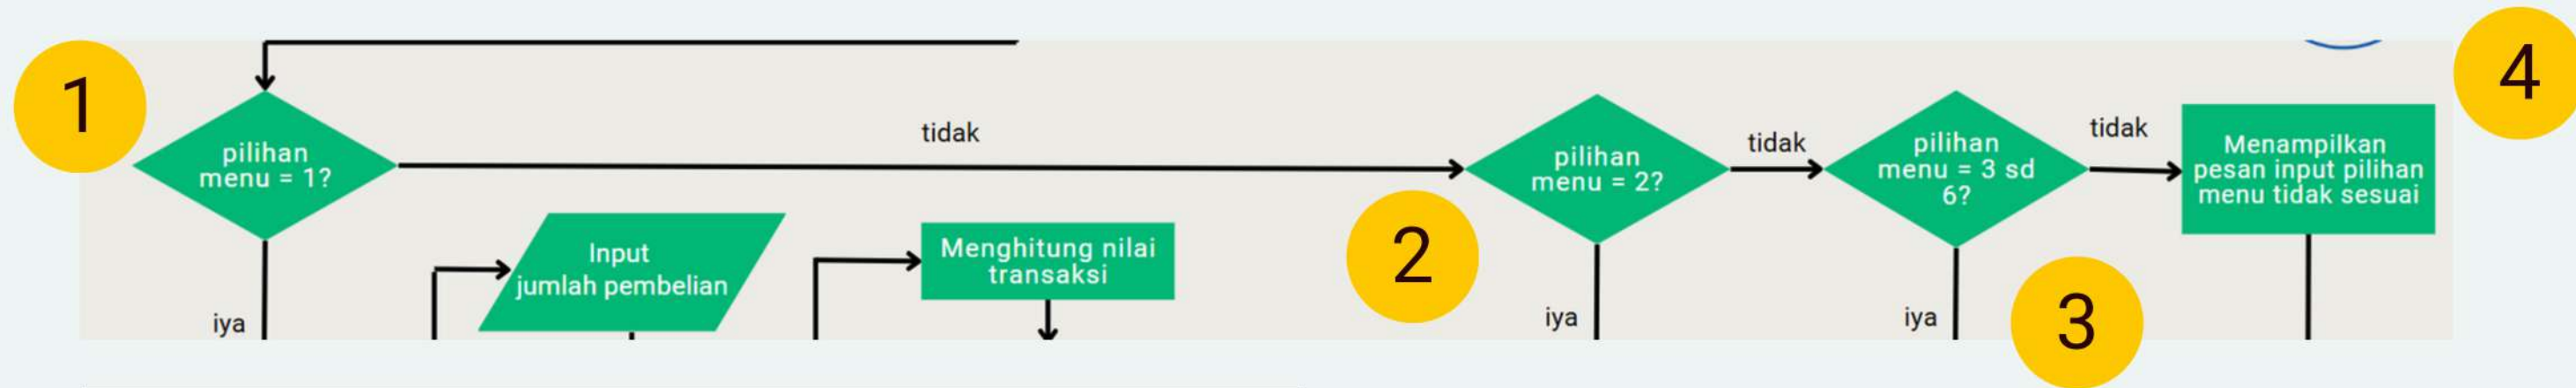 1
pilihan
menu = 1?
iya
tidak
Input
jumlah pembelian
Menghitung nilai
transaksi
2
pilihan
menu = 2?
iya
tidak
pilihan
menu = 3 sd
6?
iya
3
tidak
Menampilkan
pesan input pilihan
menu tidak sesuai
4